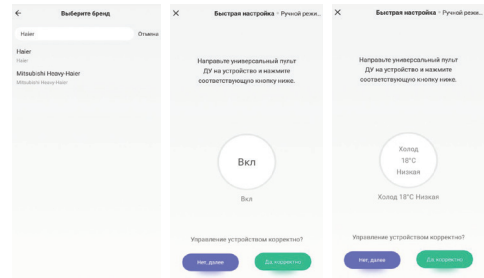 Выберите бренд
Haier
Отмена
Haier
Haier
Mitsubishi Heavy-Haier
Mitsubishi Heavy-Haier
Быстрая настройка - Ручной режи...
Направьте универсальный пульт
ДУ на устройство и нажмите
соответствующую кнопку ниже.
Вкл
Вкл
Управление устройством корректно?
Нет, далее
Да, корректно
Быстрая настройка - Ручной режи...
Направьте универсальный пульт
ДУ на устройство и нажмите
соответствующую кнопку ниже.
Холод
18°C
Низкая
Холод 18°C Низкая
Управление устройством корректно?
Нет, далее
Да, корректно